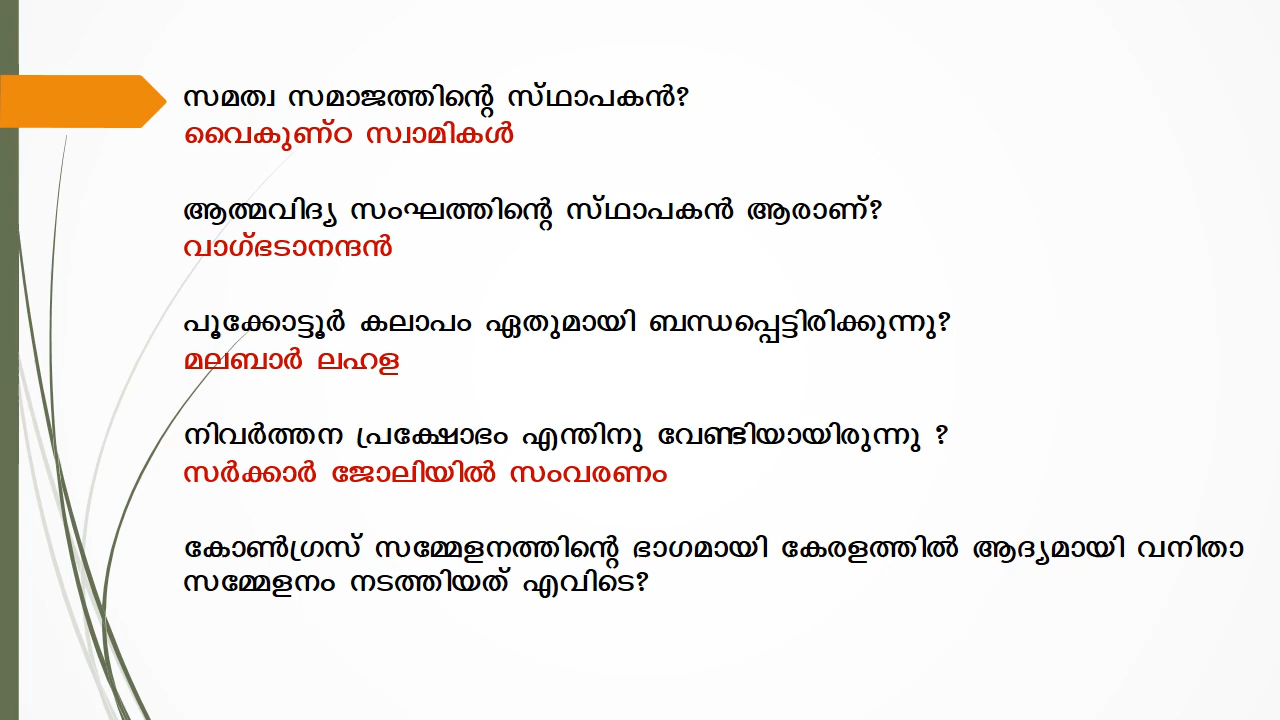 സമത്വ സമാജത്തിന്റെ സ്ഥാപകൻ?
വൈകുണ്ഠ സ്വാമികൾ
ആത്മവിദ്യ സംഘത്തിന്റെ സ്ഥാപകൻ ആരാണ്?
വാഗ്ഭടാനന്ദൻ
പൂക്കോട്ടൂർ കലാപം ഏതുമായി ബന്ധപ്പെട്ടിരിക്കുന്നു?
മലബാർ ലഹള
നിവർത്തന പ്രക്ഷോഭം എന്തിനു വേണ്ടിയായിരുന്നു ?
സർക്കാർ ജോലിയിൽ സംവരണം
കോൺഗ്രസ് സമ്മേളനത്തിന്റെ ഭാഗമായി കേരളത്തിൽ ആദ്യമായി വനിതാ
സമ്മേളനം നടത്തിയത് എവിടെ?